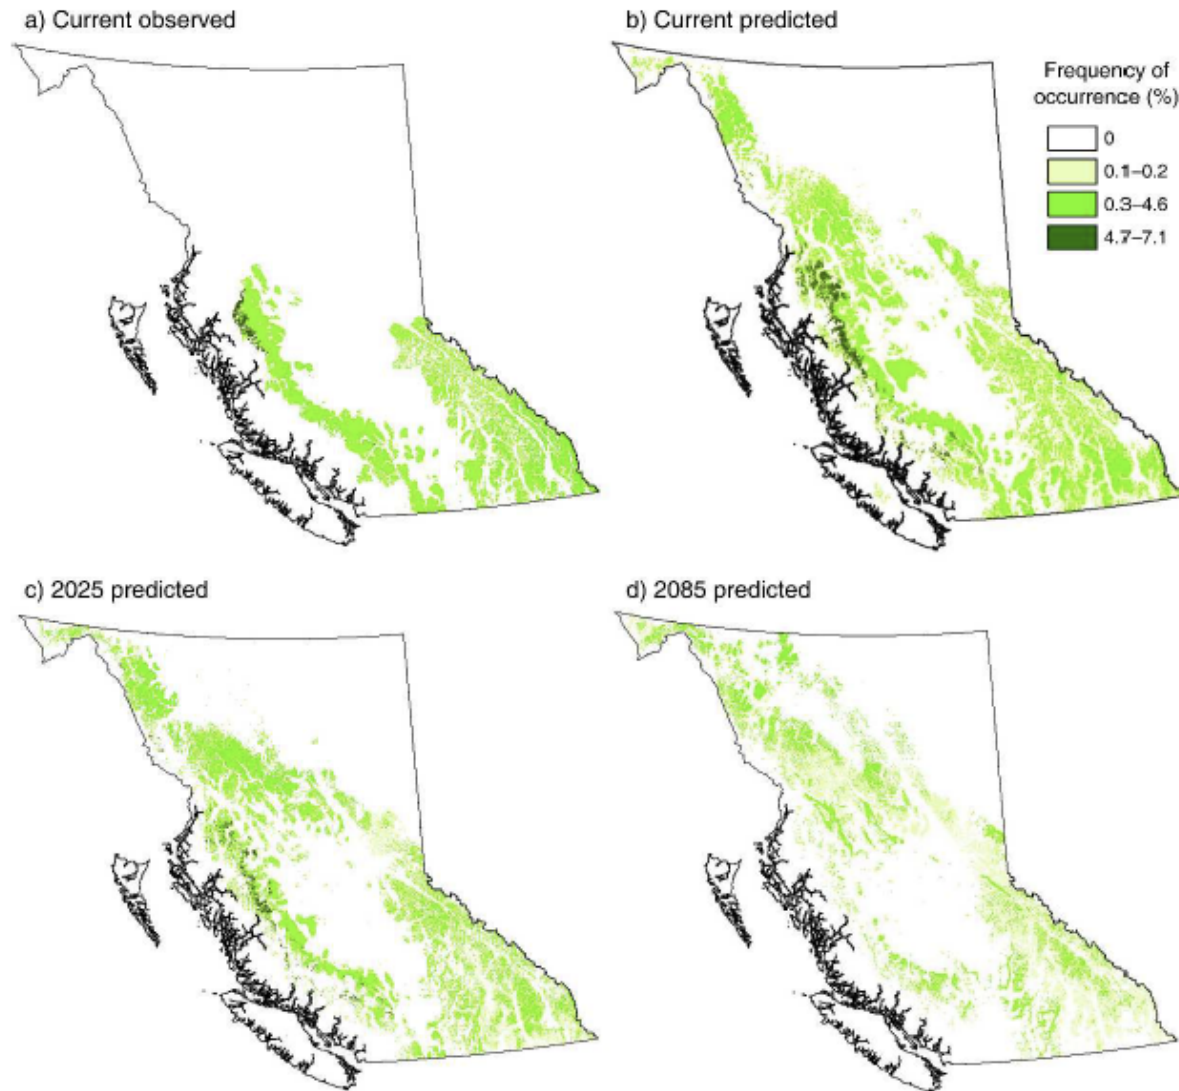 a) Current observed
b) Current predicted
Frequency of
occurrence (%)
0
0.1–0.2
0.3–4.6
4.7–7.1
c) 2025 predicted
d) 2085 predicted